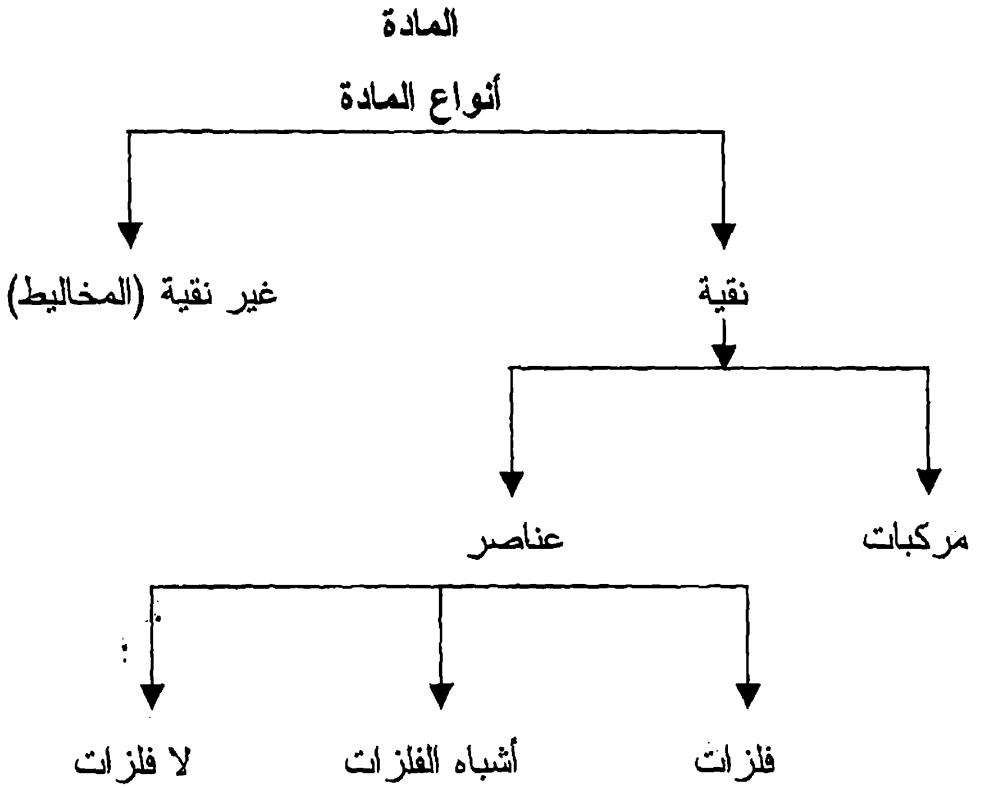 المادة
أنواع المادة
نقية
غير نقية (المخاليط)
مركبات
عناصر
فلزات
أشباه الفلزات
لا فلزات